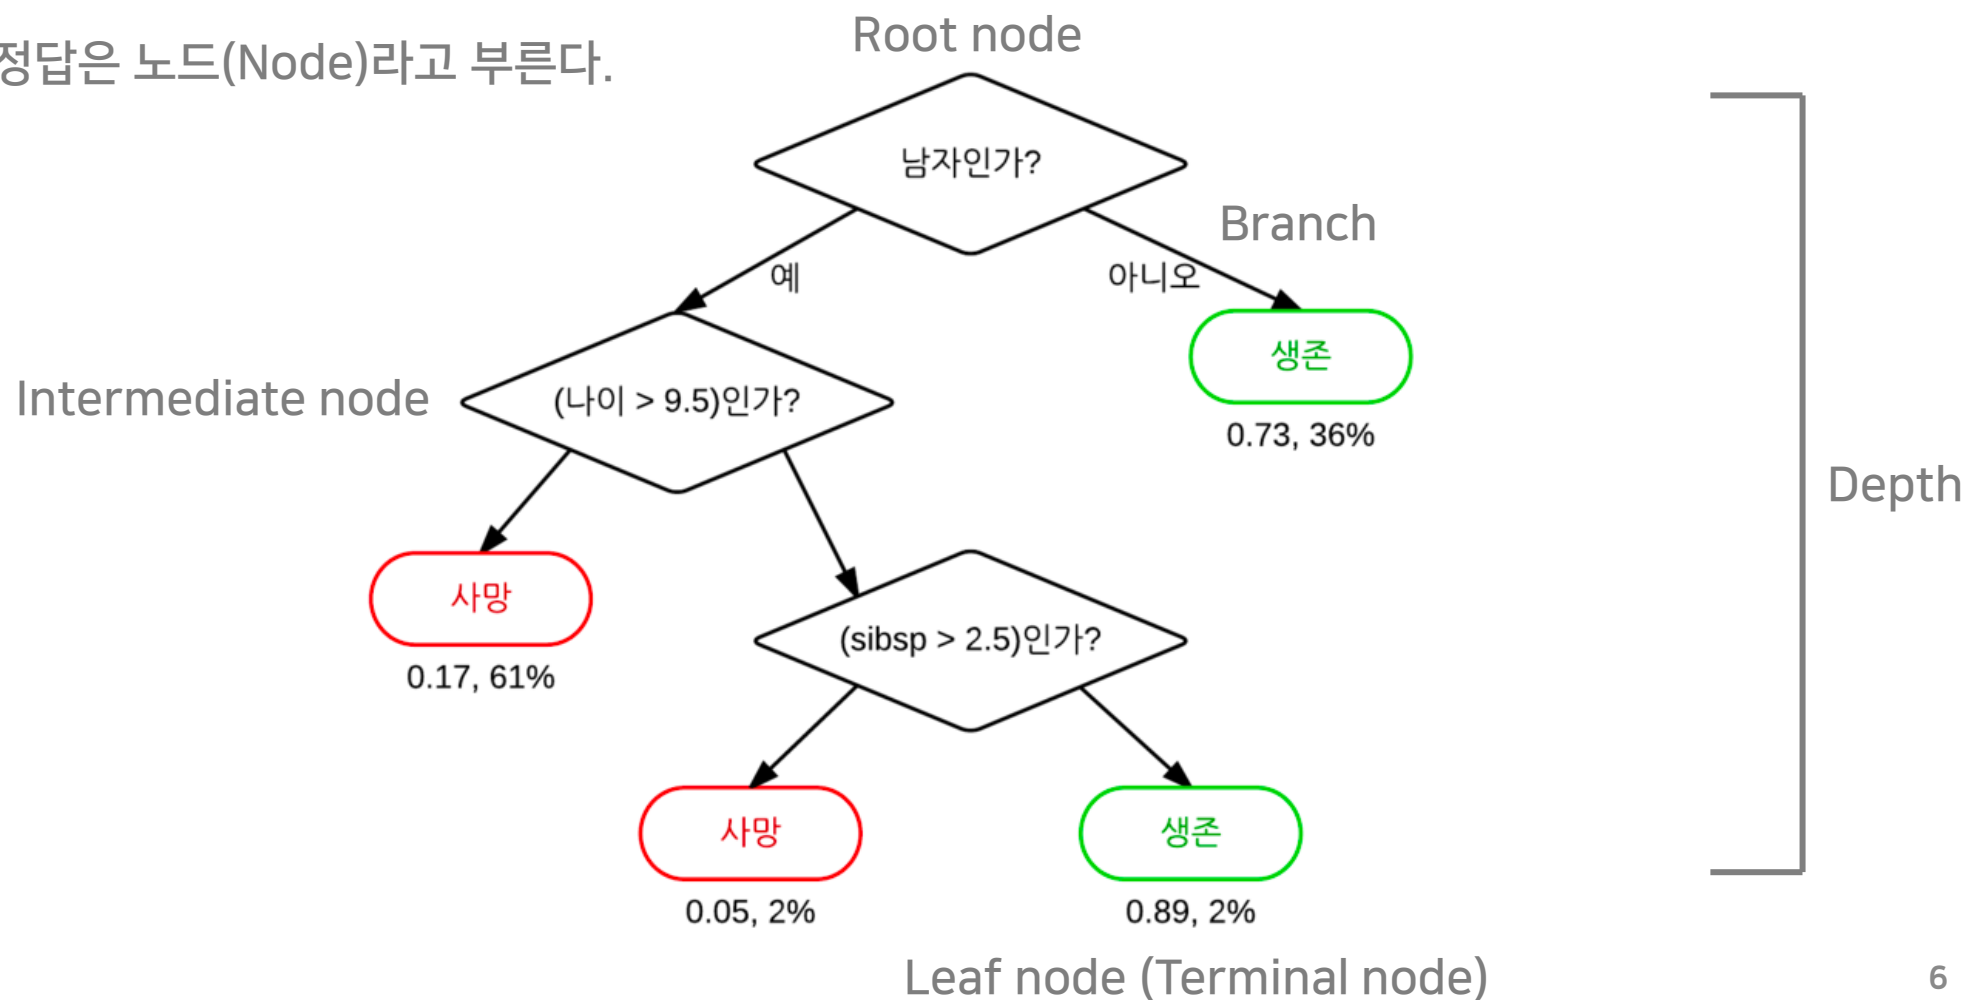 정답은 노드(Node)라고 부른다.
Root node
남자인가?
Branch
예
아니오
생존
0.73, 36%
Intermediate node
(나이 > 9.5)인가?
Depth
사망
0.17, 61%
(sibsp > 2.5)인가?
사망
0.05, 2%
생존
0.89, 2%
Leaf node (Terminal node)
6